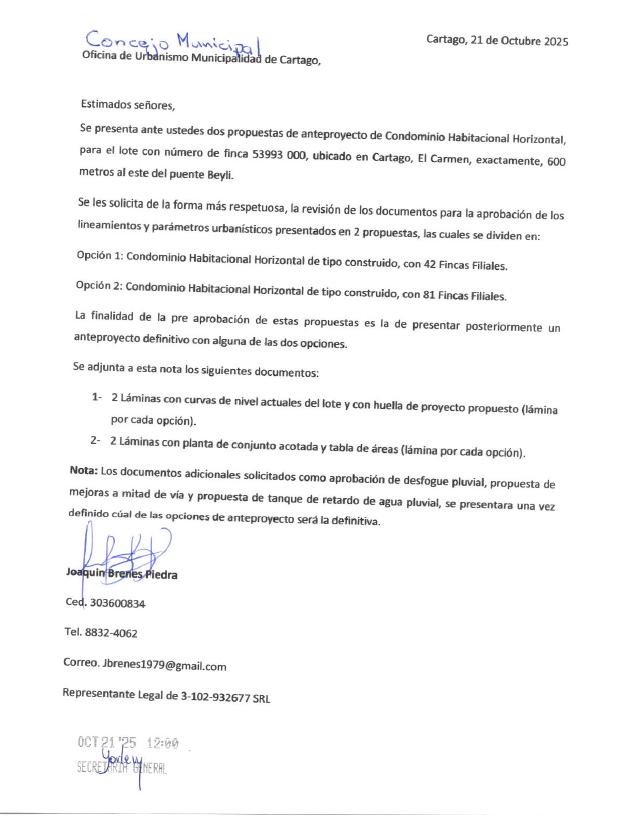 Concejo Municipal
Cartago, 21 de Octubre 2025
Oficina de Urbanismo Municipalidad de Cartago,
Estimados señores,
Se presenta ante ustedes dos propuestas de anteproyecto de Condominio Habitacional Horizontal,
para el lote con número de finca 53993 000, ubicado en Cartago, El Carmen, exactamente, 600
metros al este del puente Beyli.
Se les solicita de la forma más respetuosa, la revisión de los documentos para la aprobación de los
lineamientos y parámetros urbanísticos presentados en 2 propuestas, las cuales se dividen en:
Opción 1: Condominio Habitacional Horizontal de tipo construido, con 42 Fincas Filiales.
Opción 2: Condominio Habitacional Horizontal de tipo construido, con 81 Fincas Filiales.
La finalidad de la pre aprobación de estas propuestas es la de presentar posteriormente un
anteproyecto definitivo con alguna de las dos opciones.
Se adjunta a esta nota los siguientes documentos:
1- 2 Láminas con curvas de nivel actuales del lote y con huella de proyecto propuesto (lámina
por cada opción).
2- 2 Láminas con planta de conjunto acotada y tabla de áreas (lámina por cada opción).
Nota: Los documentos adicionales solicitados como aprobación de desfogue pluvial, propuesta de
mejoras a mitad de vía y propuesta de tanque de retardo de agua pluvial, se presentara una vez
definido cúal de las opciones de anteproyecto será la definitiva.
Joaquin Brenes Piedra
Ced. 303600834
Tel. 8832-4062
Correo. Jbrenes1979@gmail.com
Representante Legal de 3-102-932677 SRL
OCT 21 '25 12:00
SECRETARIA GENERAL